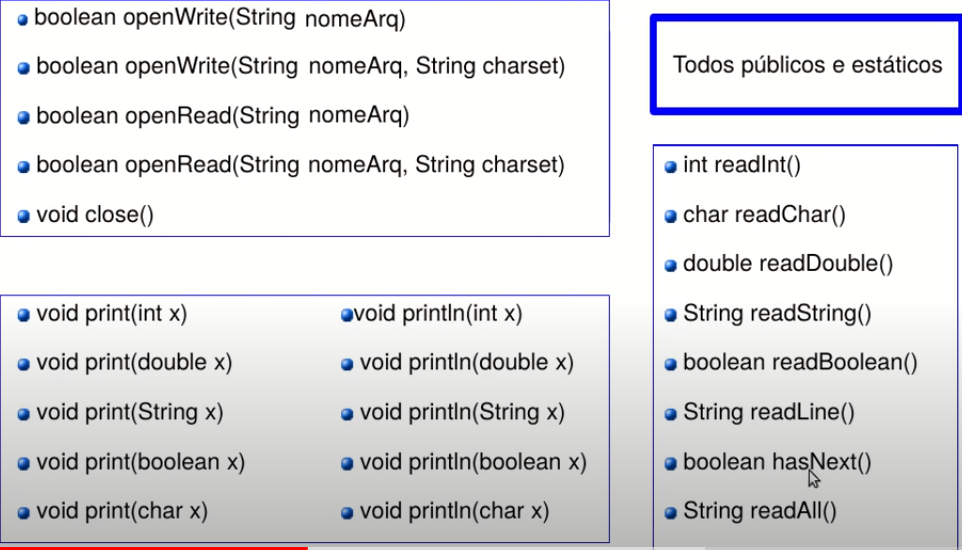 boolean openWrite(String nomeArq)
boolean openWrite(String nomeArq, String charset)
boolean openRead(String nomeArq)
boolean openRead(String nomeArq, String charset)
void close()
Todos públicos e estáticos
void print(int x)
void print(double x)
void print(String x)
void print(boolean x)
void print(char x)
void println(int x)
void println(double x)
void println(String x)
void println(boolean x)
void println(char x)
int readInt()
char readChar()
double readDouble()
String readString()
boolean readBoolean()
String readLine()
boolean hasNext()
String readAll()